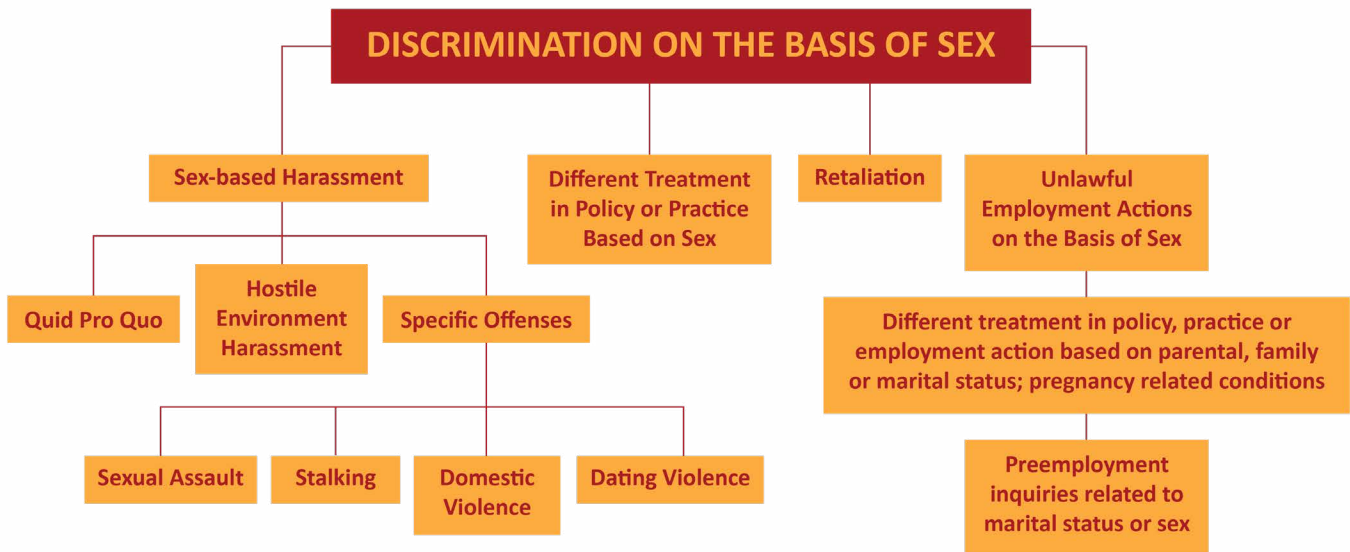 DISCRIMINATION ON THE BASIS OF SEX
Sex-based Harassment
Different Treatment
in Policy or Practice
Based on Sex
Retaliation
Unlawful
Employment Actions
on the Basis of Sex
Quid Pro Quo
Hostile
Environment
Harassment
Specific Offenses
Different treatment in policy, practice or
employment action based on parental, family
or marital status; pregnancy related conditions
Sexual Assault
Stalking
Domestic
Violence
Dating Violence
Preemployment
inquiries related to
marital status or sex